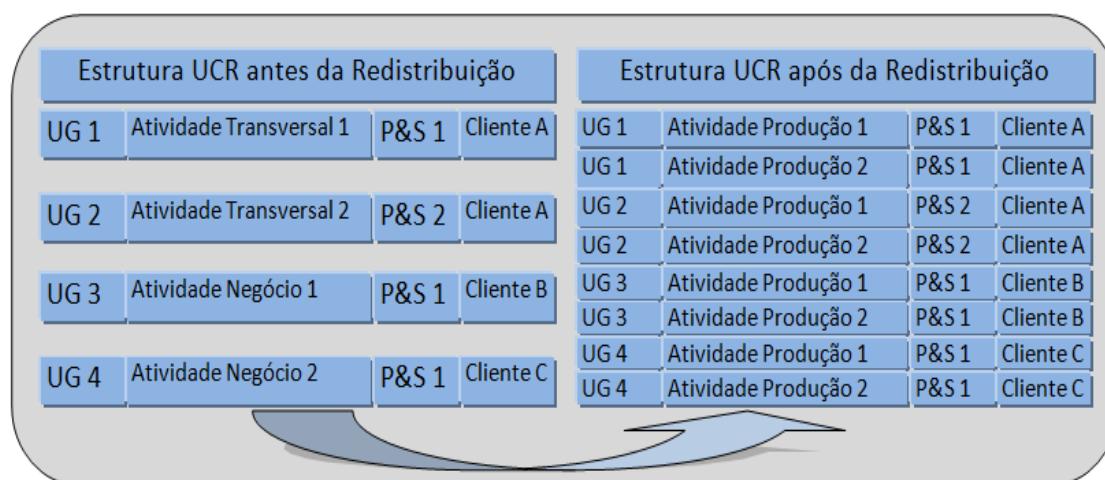 Estrutura UCR antes da Redistribuição
UG 1 Atividade Transversal 1 P&S 1 Cliente A
UG 2 Atividade Transversal 2 P&S 2 Cliente A
UG 3 Atividade Negócio 1 P&S 1 Cliente B
UG 4 Atividade Negócio 2 P&S 1 Cliente C
Estrutura UCR após da Redistribuição
UG 1 Atividade Produção 1 P&S 1 Cliente A
UG 1 Atividade Produção 2 P&S 1 Cliente A
UG 2 Atividade Produção 1 P&S 2 Cliente A
UG 2 Atividade Produção 2 P&S 2 Cliente A
UG 3 Atividade Produção 1 P&S 1 Cliente B
UG 3 Atividade Produção 2 P&S 1 Cliente B
UG 4 Atividade Produção 1 P&S 1 Cliente C
UG 4 Atividade Produção 2 P&S 1 Cliente C